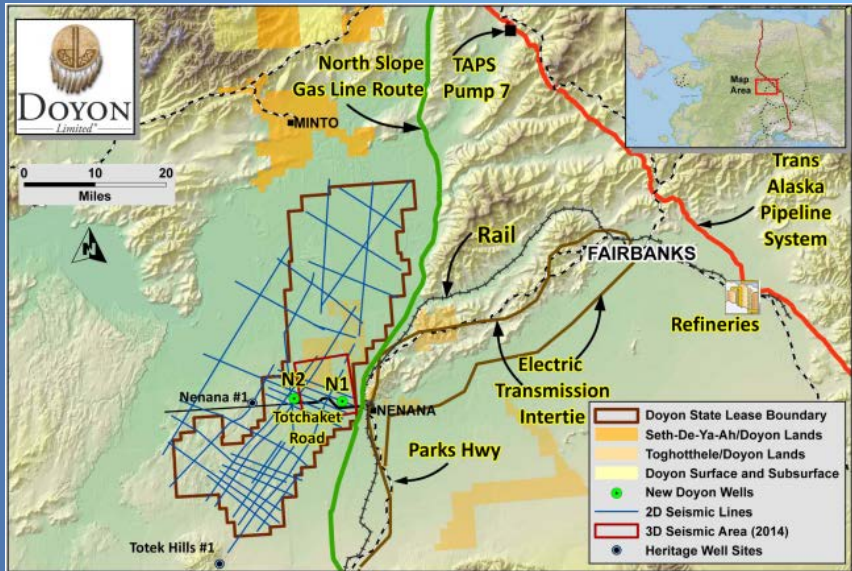 DOYON
Limited
North Slope
Gas Line Route
TAPS
Pump 7
Map
Area
MINTO
0 10 20
Miles
N
Trans
Alaska
Pipeline
System
Rail
FAIRBANKS
Refineries
Electric
Transmission
Intertie
N2
N1
Nenana #1
Totchaket
Road
NENANA
Parks Hwy
Totek Hills #1
Doyon State Lease Boundary
Seth-De-Ya-Ah/Doyon Lands
Toghotthele/Doyon Lands
Doyon Surface and Subsurface
New Doyon Wells
2D Seismic Lines
3D Seismic Area (2014)
Heritage Well Sites